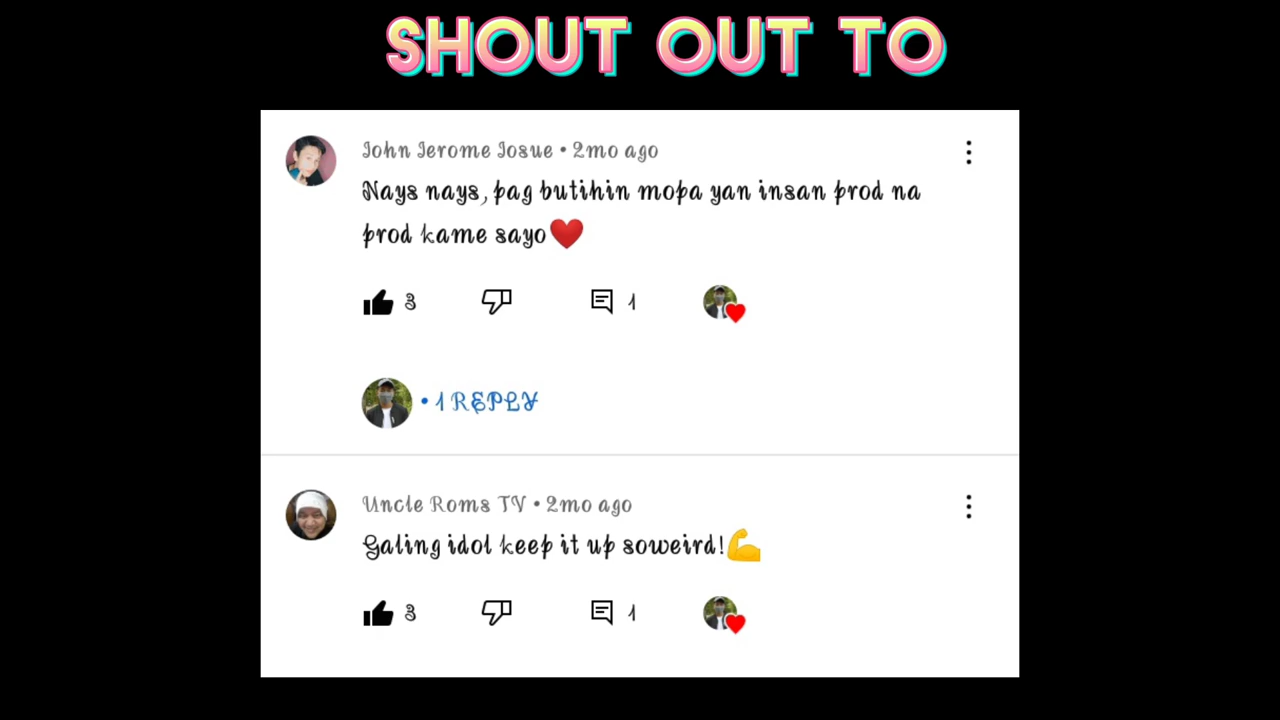 SHOUT OUT TO
John Jerome Josue • 2mo ago
Nays nays, pag butihin mopa yan insan prod na
prod kame sayo❤️
3 1
• 1 REPLY
Uncle Roms TV • 2mo ago
Galing idol keep it up soweird!💪
3 1